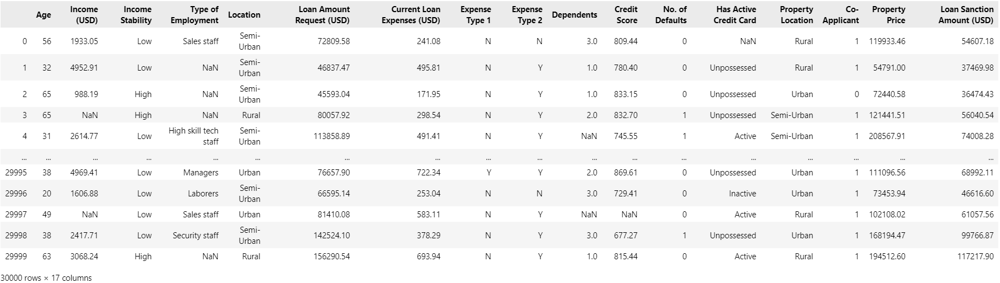 Age Income (USD) Income Stability Type of Employment Location Loan Amount Request (USD) Current Loan Expenses (USD) Expense Type 1 Expense Type 2 Dependents Credit Score No. of Defaults Has Active Credit Card Property Location Co-Applicant Property Price Loan Sanction Amount (USD)
0 56 1933.05 Low Sales staff Semi-Urban 72809.58 241.08 N N 3.0 809.44 0 NaN Rural 1 119933.46 54607.18
1 32 4952.91 Low NaN Semi-Urban 46837.47 495.81 N Y 1.0 780.40 0 Unpossessed Rural 1 54791.00 37469.98
2 65 988.19 High NaN Semi-Urban 45593.04 171.95 N Y 1.0 833.15 0 Unpossessed Urban 0 72440.58 36474.43
3 65 NaN High NaN Rural 80057.92 298.54 N Y 2.0 832.70 1 Unpossessed Semi-Urban 1 121441.51 56040.54
4 31 2614.77 Low High skill tech staff Semi-Urban 113858.89 491.41 N Y NaN 745.55 1 Active Semi-Urban 1 208567.91 74008.28
... ... ... ... ... ... ... ... ... ... ... ... ... ... ... ... ... ...
29995 38 4969.41 Low Managers Urban 76657.90 722.34 Y Y 2.0 869.61 0 Unpossessed Urban 1 111096.56 68992.11
29996 20 1606.88 Low Laborers Semi-Urban 66595.14 253.04 N N 3.0 729.41 0 Inactive Urban 1 73453.94 46616.60
29997 49 NaN Low Sales staff Urban 81410.08 583.11 N Y NaN NaN 0 Active Rural 1 102108.02 61057.56
29998 38 2417.71 Low Security staff Semi-Urban 142524.10 378.29 N Y 3.0 677.27 1 Unpossessed Urban 1 168194.47 99766.87
29999 63 3068.24 High NaN Rural 156290.54 693.94 N Y 1.0 815.44 0 Active Rural 1 194512.60 117217.90
30000 rows × 17 columns